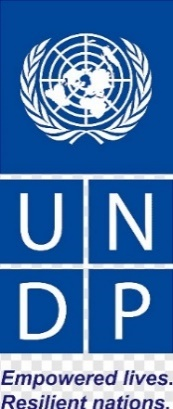 U N
D P
Empowered lives.
Resilient nations.